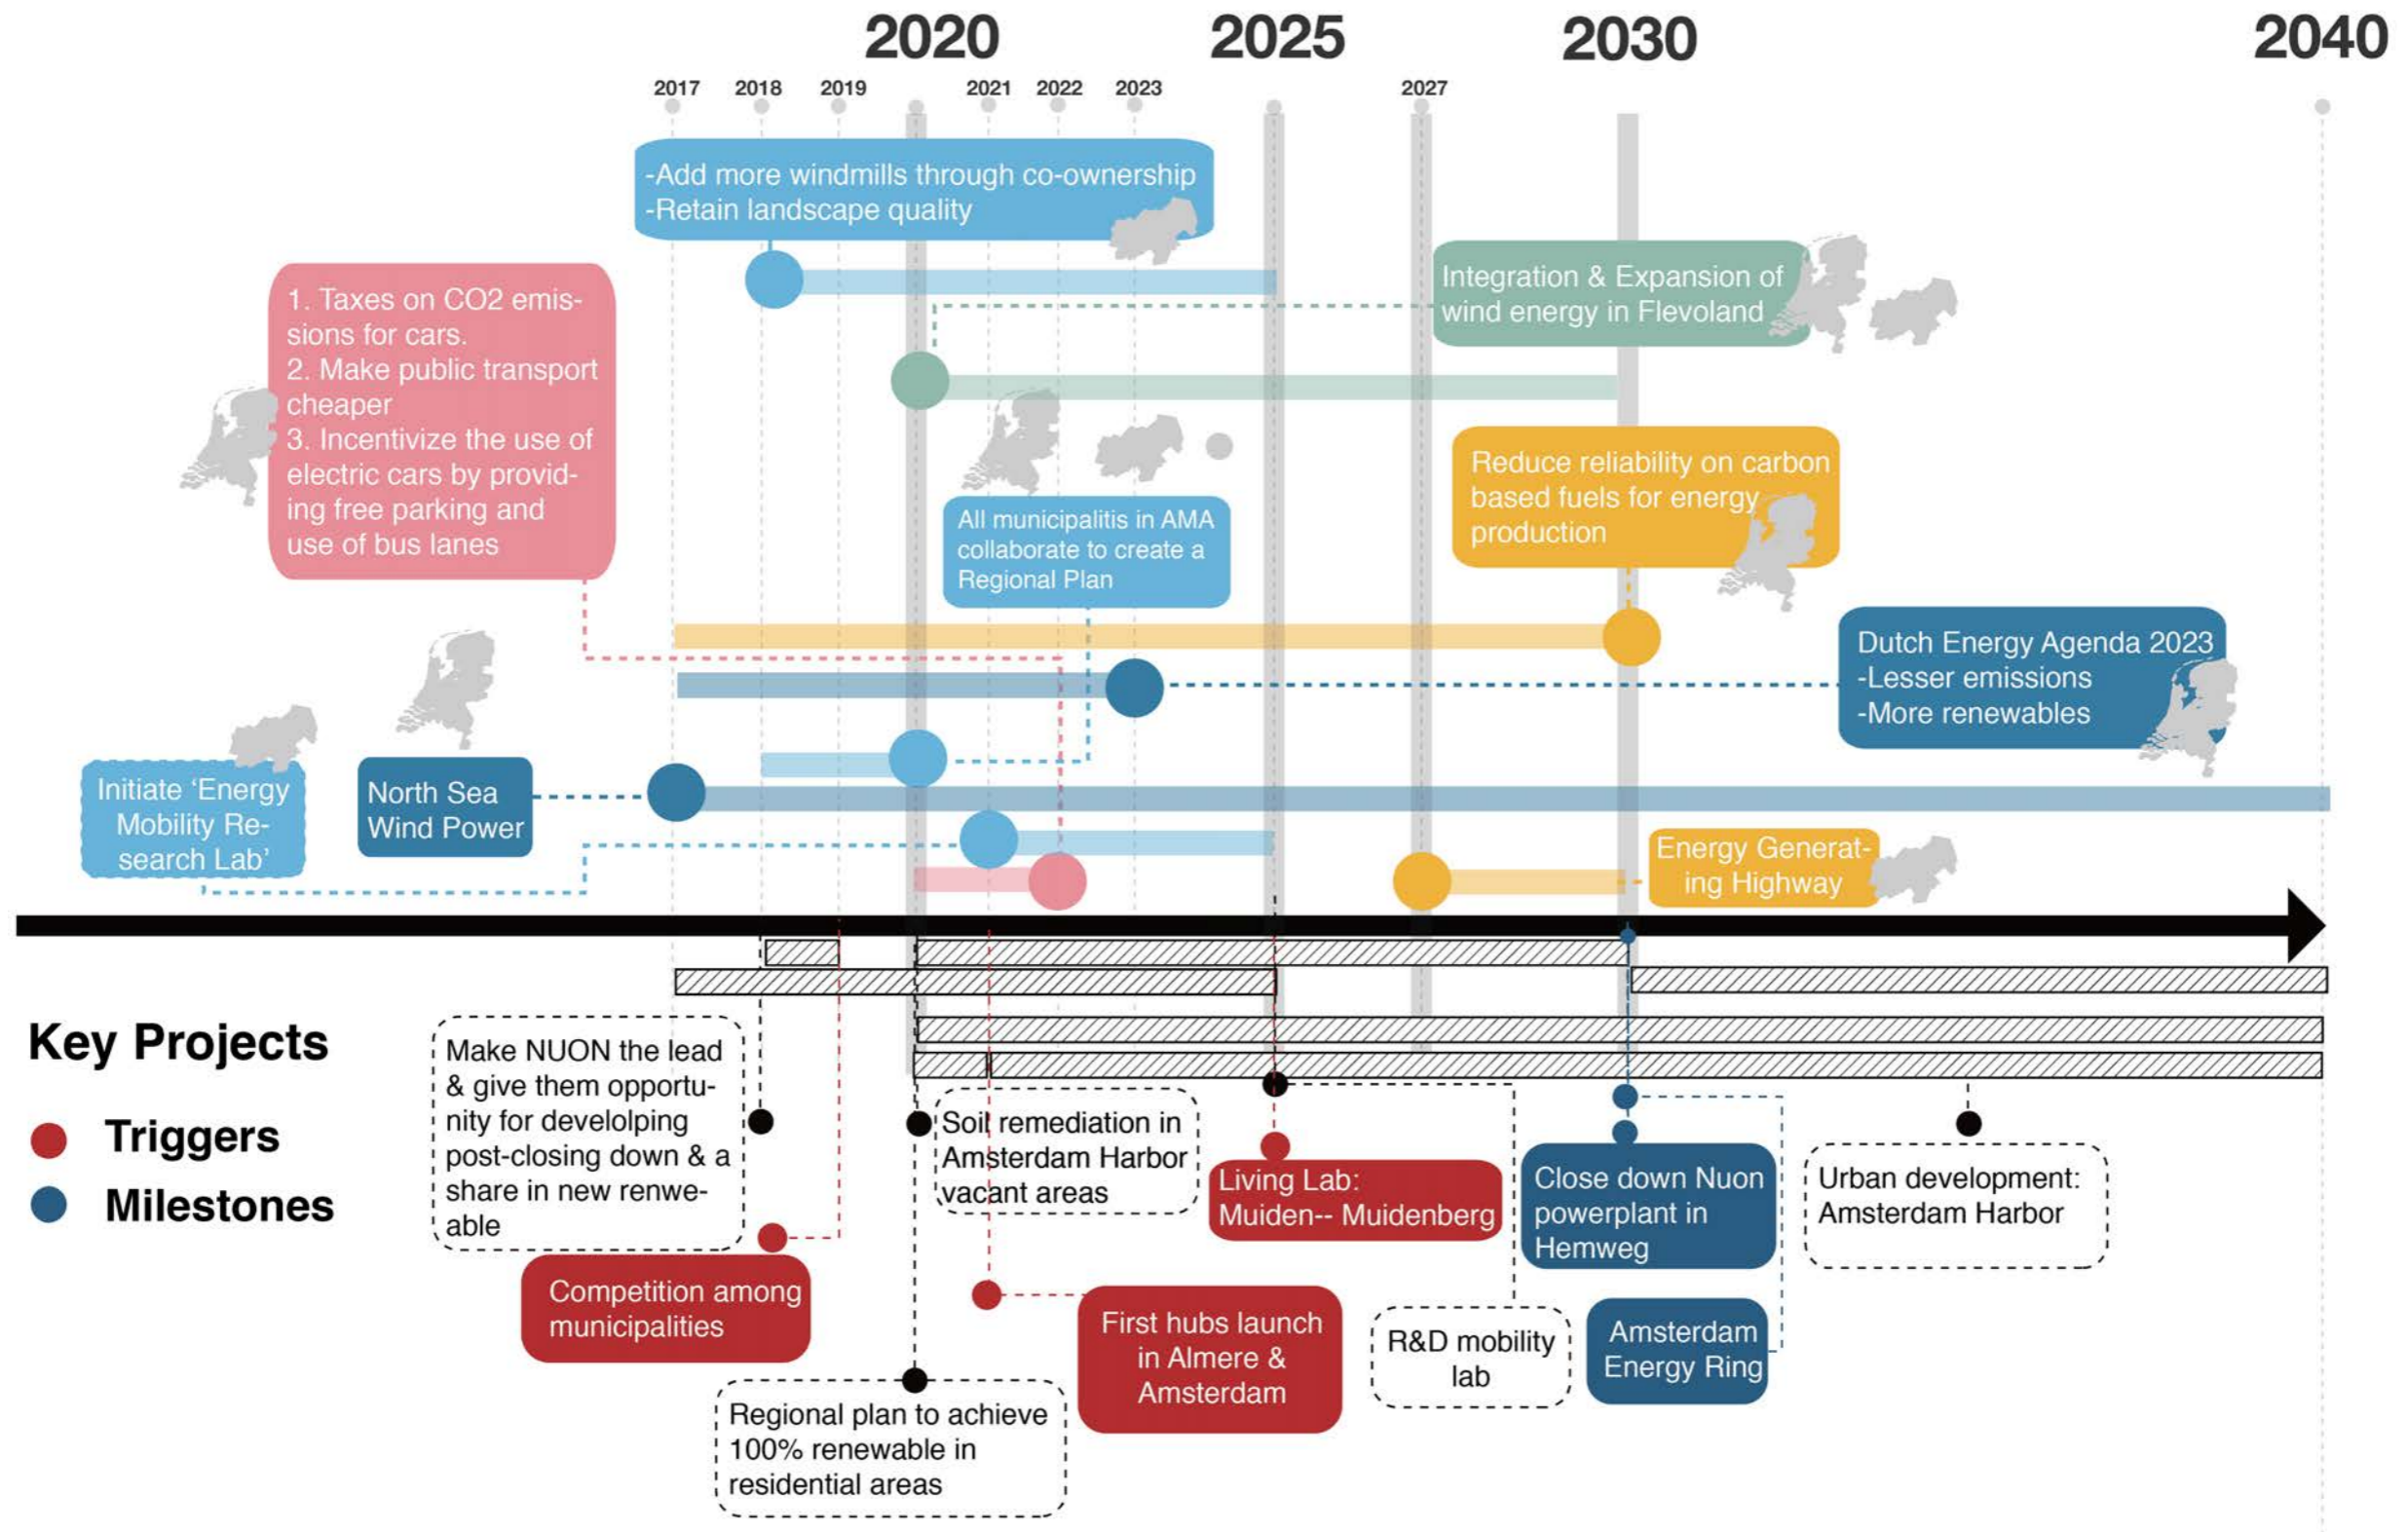 2020
2025
2030
2040
2017
2018
2019
2021
2022
2023
2027
-Add more windmills through co-ownership
-Retain landscape quality
1. Taxes on CO2 emis-
sions for cars.
2. Make public transport
cheaper
3. Incentivize the use of
electric cars by provid-
ing free parking and
use of bus lanes
Integration & Expansion of
wind energy in Flevoland
Reduce reliability on carbon
based fuels for energy
production
All municipalitis in AMA
collaborate to create a
Regional Plan
Dutch Energy Agenda 2023
-Lesser emissions
-More renewables
Initiate ‘Energy
Mobility Re-
search Lab’
North Sea
Wind Power
Energy Generat-
ing Highway
Key Projects
Triggers
Milestones
Make NUON the lead
& give them opportu-
nity for develolping
post-closing down & a
share in new renwe-
able
Competition among
municipalities
Soil remediation in
Amsterdam Harbor
vacant areas
Regional plan to achieve
100% renewable in
residential areas
First hubs launch
in Almere &
Amsterdam
Living Lab:
Muiden-- Muidenberg
R&D mobility
lab
Close down Nuon
powerplant in
Hemweg
Amsterdam
Energy Ring
Urban development:
Amsterdam Harbor